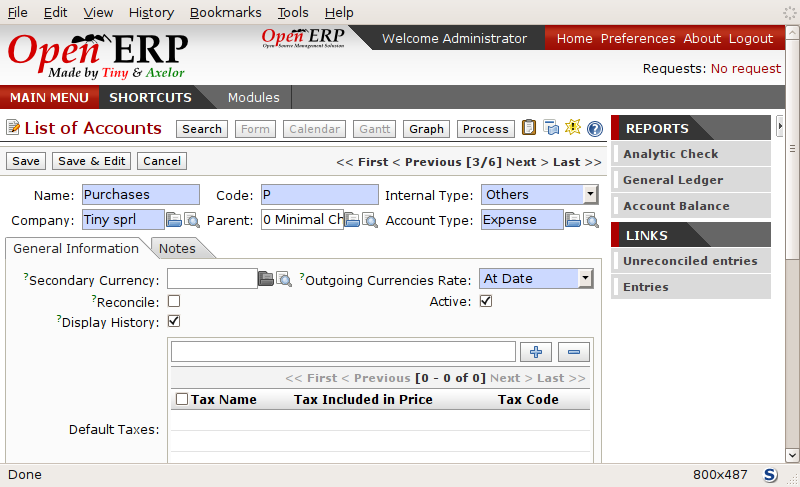 File Edit View History Bookmarks Tools Help
Open ERP
Made by Tiny & Axelor
Open ERP
Open Source Management Solution
Welcome Administrator
Home Preferences About Logout
Requests: No request
MAIN MENU SHORTCUTS Modules
List of Accounts Search Form Calendar Gantt Graph Process
Save Save & Edit Cancel << First < Previous [3/6] Next > Last >>
Name: Purchases Code: P Internal Type: Others
Company: Tiny sprl Parent: 0 Minimal Ch Account Type: Expense
General Information Notes
?Secondary Currency: ?Outgoing Currencies Rate: At Date
?Reconcile: Active:
?Display History:
<< First < Previous [0 - 0 of 0] Next > Last >>
Tax Name Tax Included in Price Tax Code
Default Taxes:
REPORTS
Analytic Check
General Ledger
Account Balance
LINKS
Unreconciled entries
Entries
Done 800x487 S